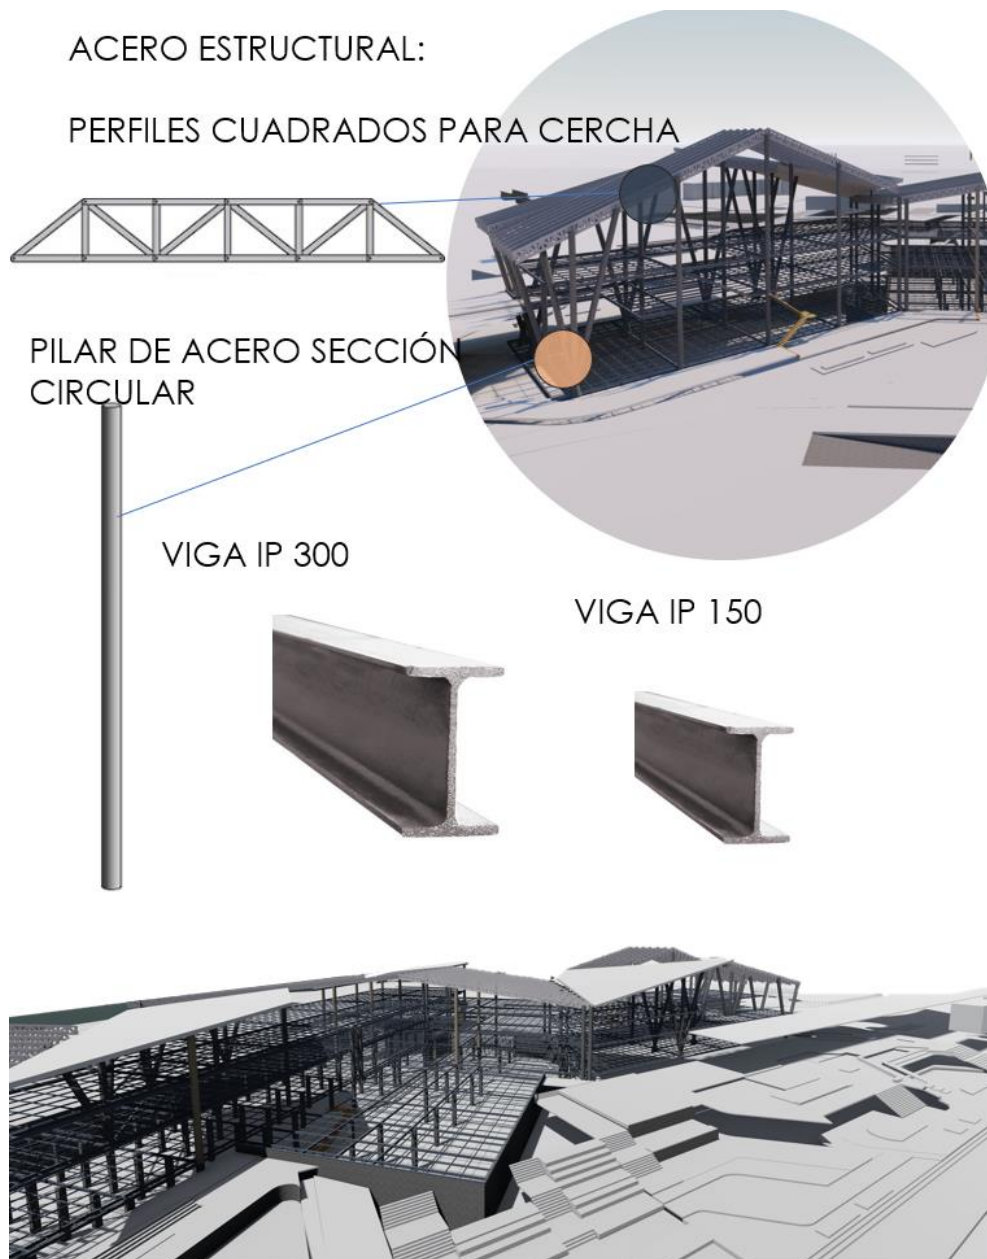 ACERO ESTRUCTURAL:
PERFILES CUADRADOS PARA CERCHA
PILAR DE ACERO SECCIÓN
CIRCULAR
VIGA IP 300
VIGA IP 150